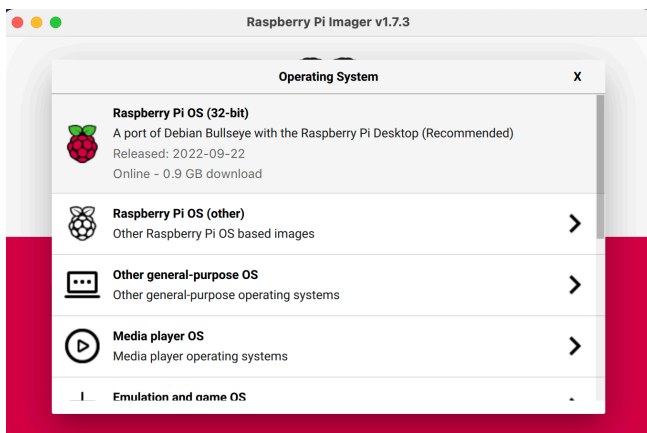 Raspberry Pi Imager v1.7.3
Operating System X
Raspberry Pi OS (32-bit)
A port of Debian Bullseye with the Raspberry Pi Desktop (Recommended)
Released: 2022-09-22
Online - 0.9 GB download
Raspberry Pi OS (other)
Other Raspberry Pi OS based images
Other general-purpose OS
Other general-purpose operating systems
Media player OS
Media player operating systems
Emulation and game OS